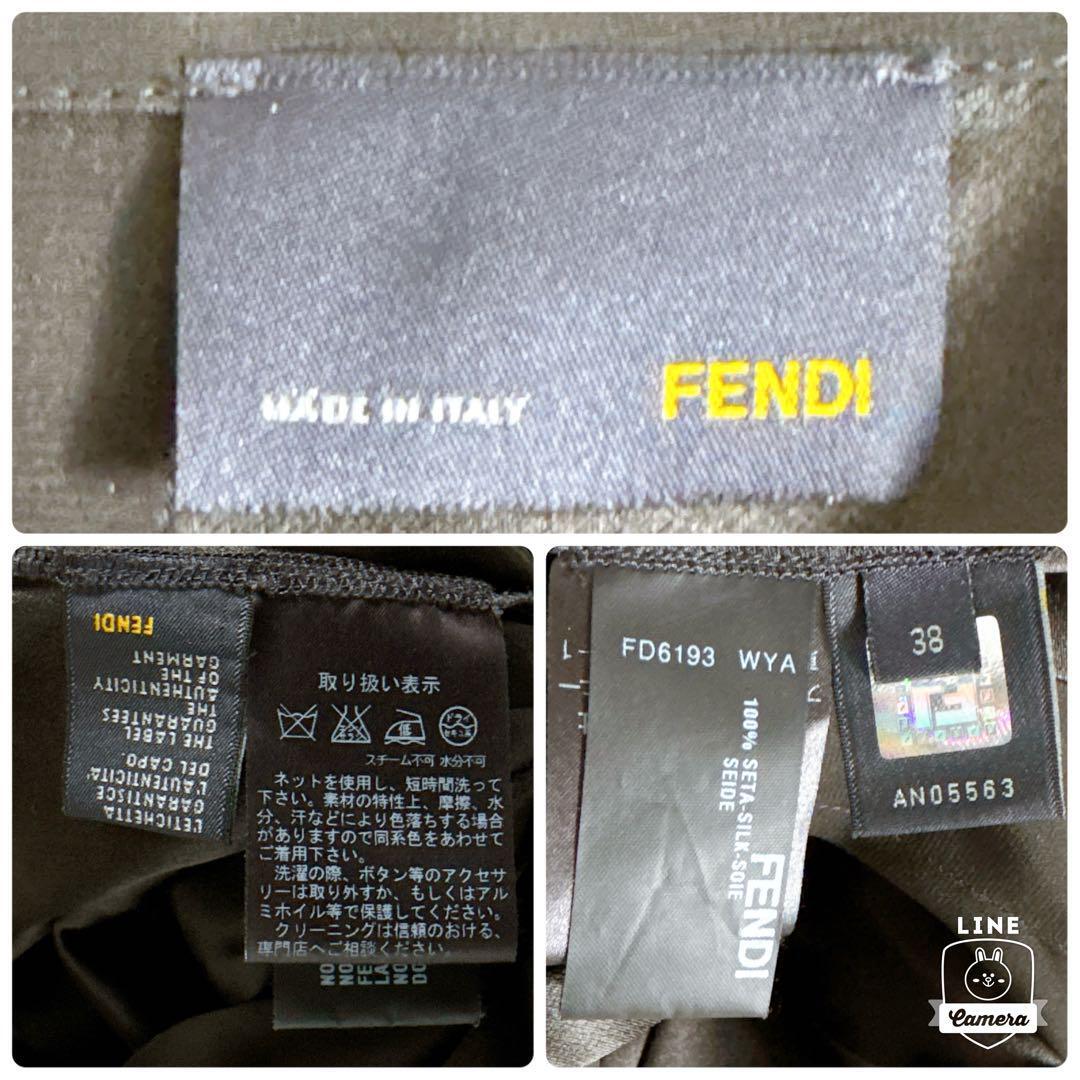 MADE IN ITALY
FENDI
FENDI
L'ETICHETTA
GARANTISCE
L'AUTENTICITA'
DEL CAPO.
THE LABEL
GUARANTEES
THE
AUTHENTICITY
OF THE
GARMENT
取り扱い表示
ドライ
スチーム不可 水分不可
ネットを使用し、短時間洗って
下さい。素材の特性上、摩擦、水
分、汗などにより色落ちする場合
がありますので同系色をあわせて
ご着用下さい。
洗濯の際、ボタン等のアクセサ
リーは取り外すか、もしくはアル
ミホイル等で保護してください。
クリーニングは信頼のおける、
専門店へご相談ください。
FD6193 WYA
100% SETA-SILK-SOIE
SEIDE
FENDI
38
AN05563
LINE
Camera